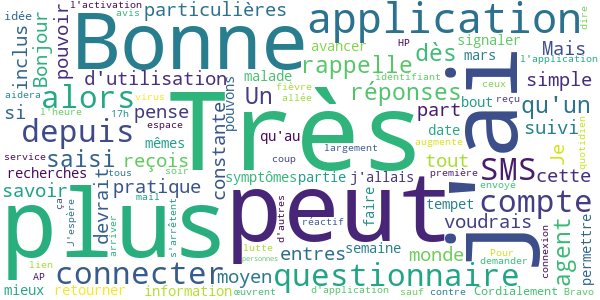 l'activation
idée
avis
particulières
application
dire
Bonne
inclus
Bonjour
pouvoir
rappelle
dès
signaler
HP
avancer
Mais
mars
l'application
d'utilisation
malade
réponses
identifiant
ceux
simple
aidera
virus
alors
fièvre
allée
Un
part
bout
reçu
qu'un
l'heure
17h
pense
constante
pouvons
Très
j'ai
si
depuis
espace
qu'au
largement
date
augmente
suivi
Je
quotidien
mêmes
coup
tout
première
service
saisi
reçois
symptômes
partie
j'allais
SMS
cette
recherches
tous
soir
envoye
savoir
devrait
pratique
d'autres
faire
tempet
compte
plus
peut
ça
J'espère
mail
s'arrêtent
réactif
voudrais
agent
permettre
arriver
lutte
entres
semaine
monde
connexion
Pour
demander
lien
connecter
moyen
personnes
questionnaire
AP
mieux
retourner
information
œuvrent
d'application
sauf
contre
Cordialement
Bravo